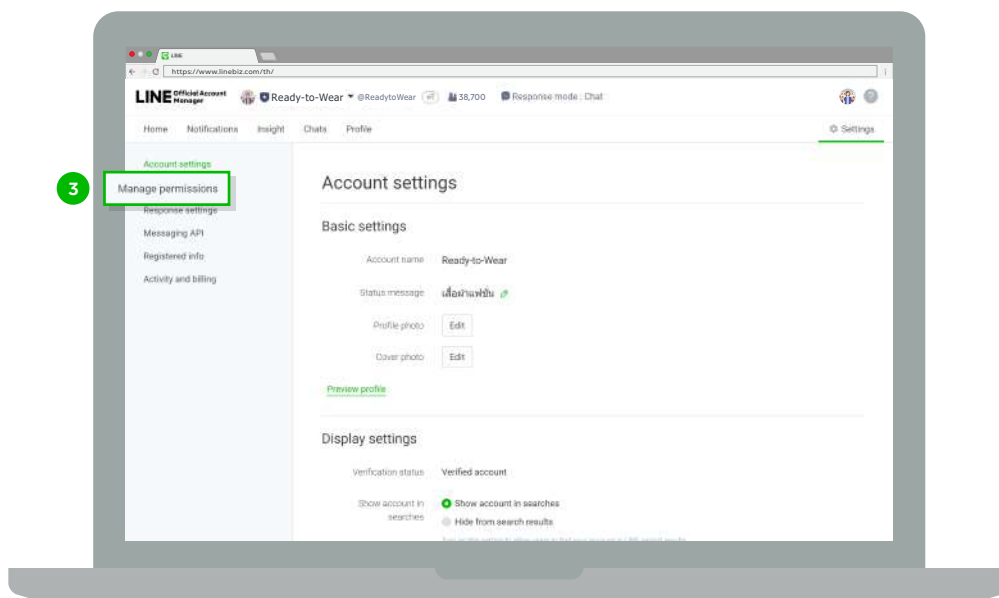 LINE
https://www.linebiz.com/th/
LINE Official Account Manager
Ready-to-Wear @ReadytoWear 38,700 Response mode : Chat
Home Notifications Insight Chats Profile Settings
Account settings
3
Manage permissions
Response settings
Messaging API
Registered info
Activity and billing
Account settings
Basic settings
Account name Ready-to-Wear
Status message เสื้อผ้าแฟชั่น
Profile photo Edit
Cover photo Edit
Preview profile
Display settings
Verification status Verified account
Show account in searches Show account in searches
Hide from search results